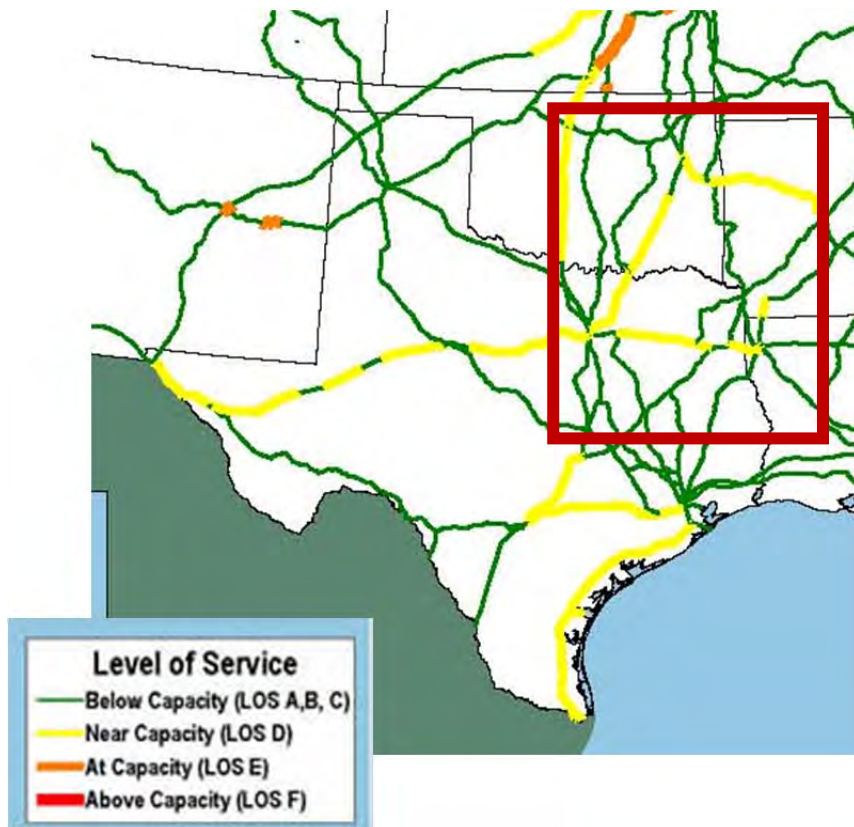 Level of Service
Below Capacity (LOS A,B, C)
Near Capacity (LOS D)
At Capacity (LOS E)
Above Capacity (LOS F)